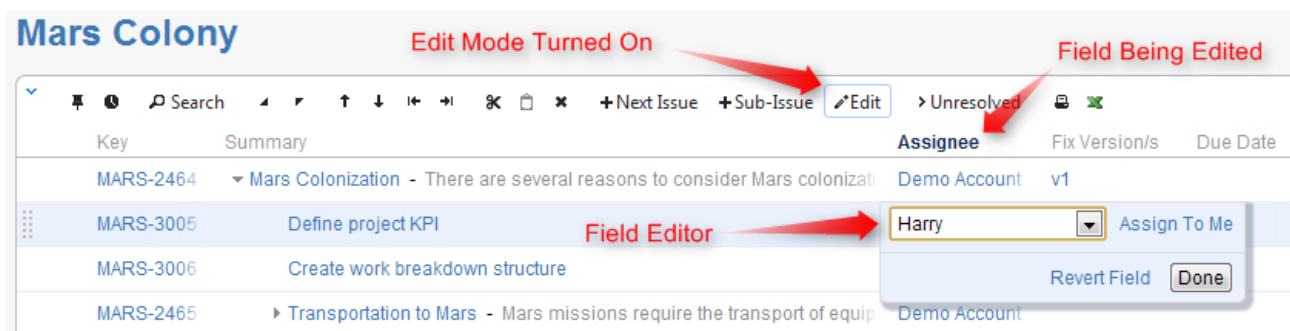 Mars Colony
Edit Mode Turned On
Field Being Edited
Search +Next Issue +Sub-Issue Edit > Unresolved
Key Summary Assignee Fix Version/s Due Date
MARS-2464 Mars Colonization - There are several reasons to consider Mars colonizati Demo Account v1
MARS-3005 Define project KPI Field Editor Harry Assign To Me
MARS-3006 Create work breakdown structure Revert Field Done
MARS-2465 Transportation to Mars - Mars missions require the transport of equip Demo Account